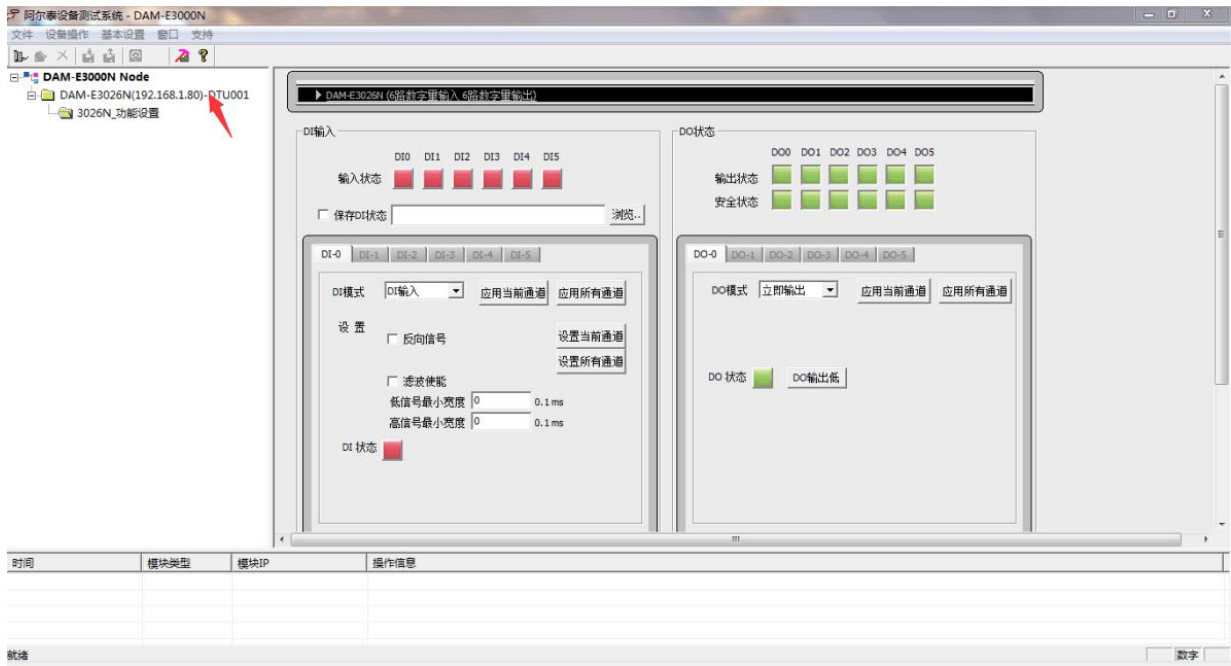 阿尔泰设备测试系统 - DAM-E3000N
文件 设备操作 基本设置 窗口 支持
DAM-E3000N Node
DAM-E3026N(192.168.1.80)-DTU001
3026N_功能设置
DAM-E3026N (6路数字量输入 6路数字量输出)
DI输入
DI0 DI1 DI2 DI3 DI4 DI5
输入状态
保存DI状态 浏览..
DI-0 DI-1 DI-2 DI-3 DI-4 DI-5
DI模式 DI输入 应用当前通道 应用所有通道
设 置
反向信号 设置当前通道
设置所有通道
滤波使能
低信号最小宽度 0 0.1ms
高信号最小宽度 0 0.1ms
DI 状态
DO状态
DO0 DO1 DO2 DO3 DO4 DO5
输出状态
安全状态
DO-0 DO-1 DO-2 DO-3 DO-4 DO-5
DO模式 立即输出 应用当前通道 应用所有通道
DO 状态 DO输出低
时间 模块类型 模块IP 操作信息
就绪 数字